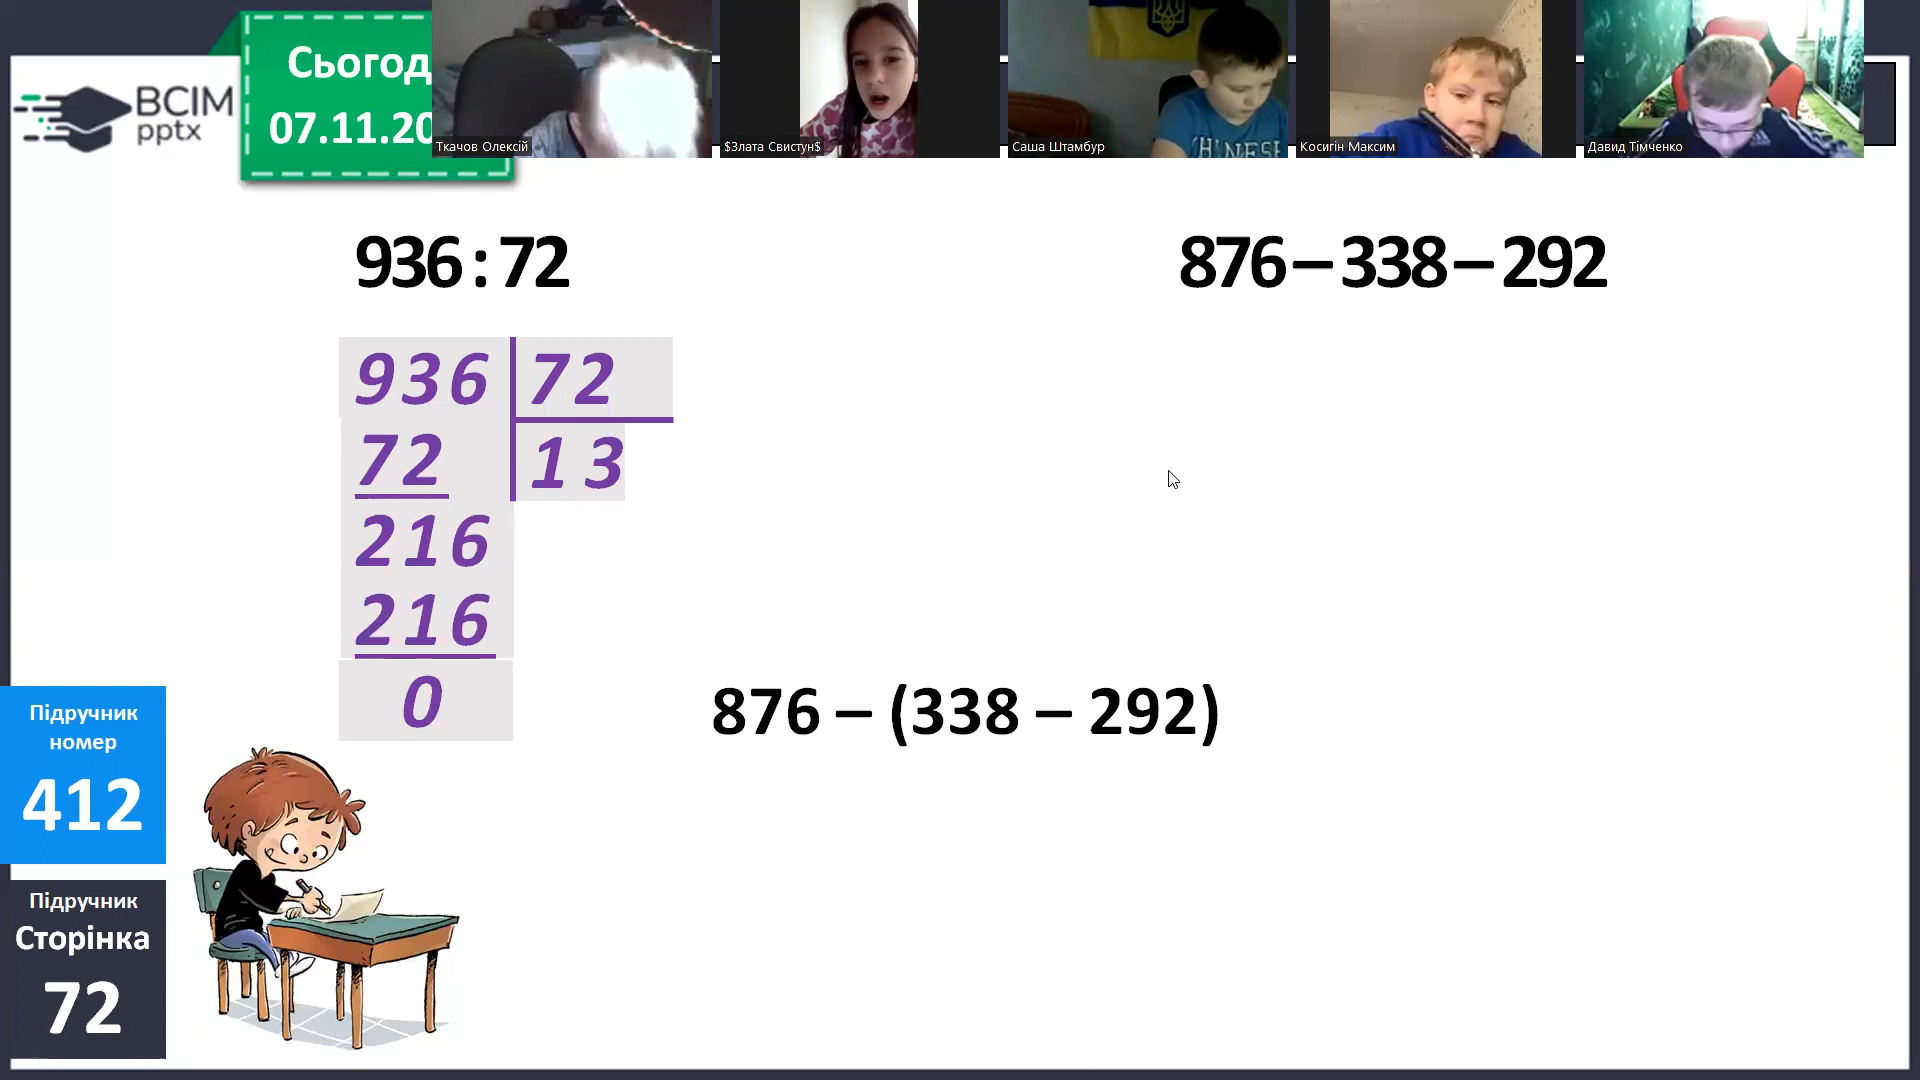 Сьогод
07.11.20
ВСІМ
pptx
Ткачов Олексій
$Злата Свистун$
Саша Штамбур
HINESE
Косигін Максим
Давид Тімченко
936 : 72
876 – 338 – 292
936 72
72 13
216
216
0
876 – (338 – 292)
Підручник
номер
412
Підручник
Сторінка
72